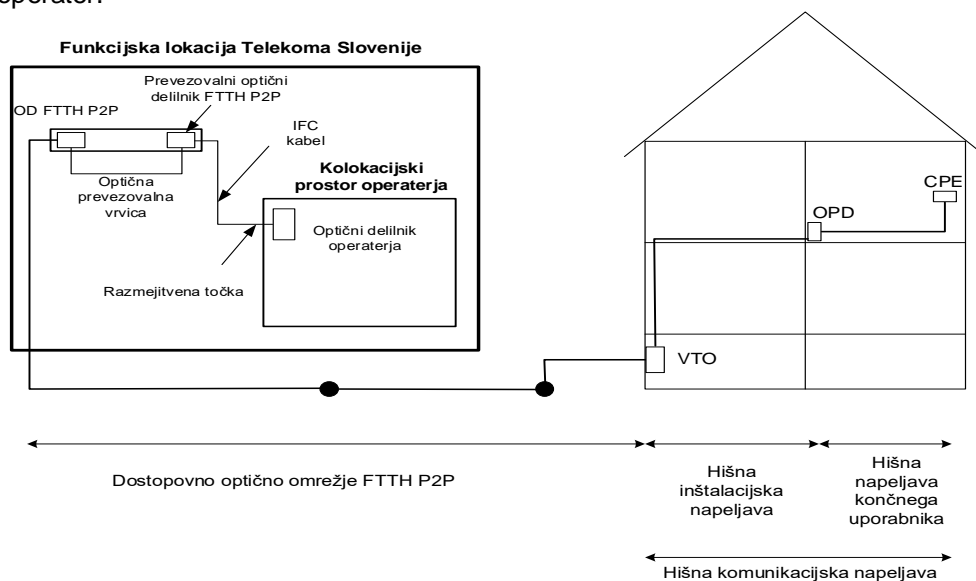 operater.
Funkcijska lokacija Telekoma Slovenije
Prevezovalni optični
delilnik FTTH P2P
OD FTTH P2P
IFC
kabel
Optična
prevezovalna
vrvica
Kolokacijski
prostor operaterja
Optični delilnik
operaterja
Razmejitvena točka
CPE
OPD
VTO
Dostopovno optično omrežje FTTH P2P
Hišna
inštalacijska
napeljava
Hišna
napeljava
končnega
uporabnika
Hišna komunikacijska napeljava